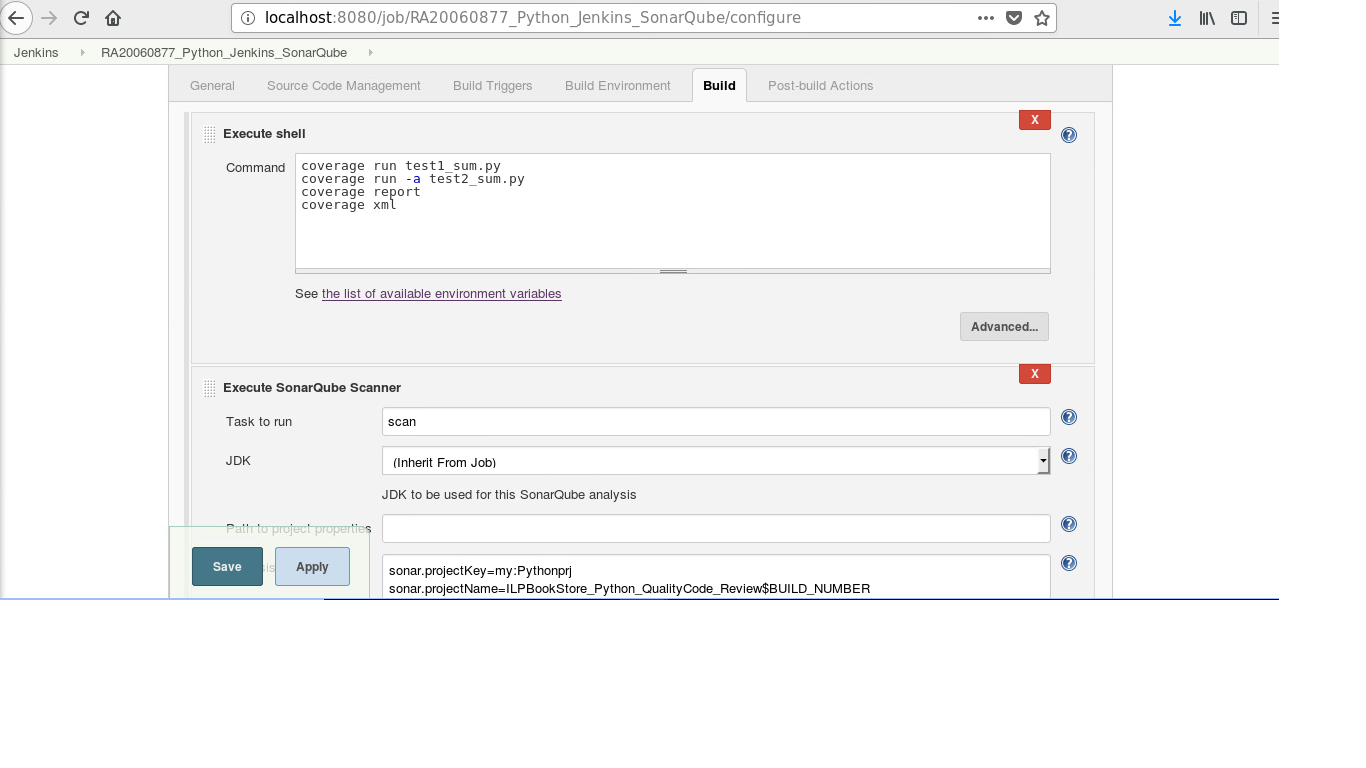 localhost:8080/job/RA20060877_Python_Jenkins_SonarQube/configure
Jenkins RA20060877_Python_Jenkins_SonarQube
General Source Code Management Build Triggers Build Environment Build Post-build Actions
X
Execute shell
Command
coverage run test1_sum.py
coverage run -a test2_sum.py
coverage report
coverage xml
See the list of available environment variables
Advanced...
X
Execute SonarQube Scanner
Task to run scan
JDK (Inherit From Job)
JDK to be used for this SonarQube analysis
Path to project properties
Save Apply
sonar.projectKey=my:Pythonprj
sonar.projectName=ILPBookStore_Python_QualityCode_Review$BUILD_NUMBER